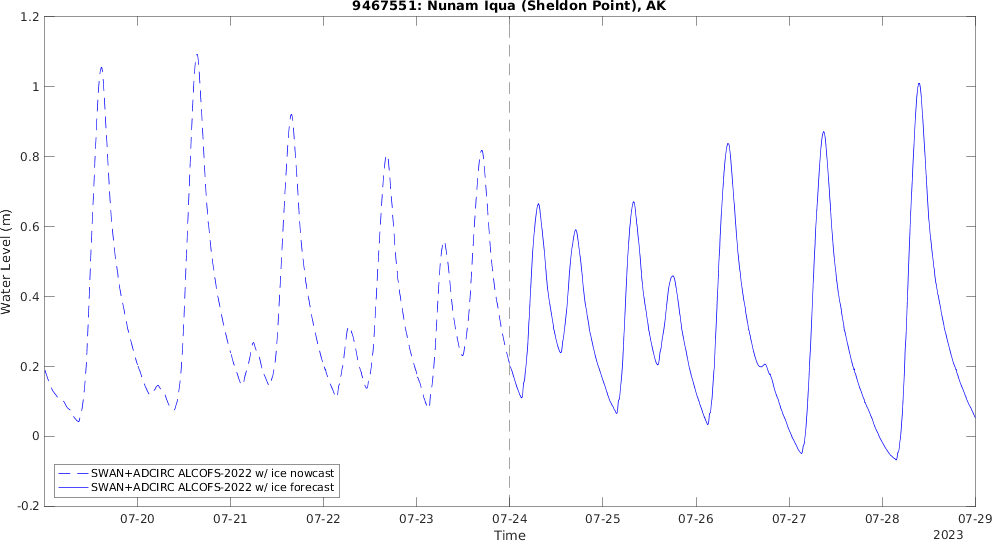 9467551: Nunam Iqua (Sheldon Point), AK
1.2
1
0.8
0.6
0.4
0.2
0
-0.2
Water Level (m)
SWAN+ADCIRC ALCOFS-2022 w/ ice nowcast
SWAN+ADCIRC ALCOFS-2022 w/ ice forecast
07-20 07-21 07-22 07-23 07-24 07-25 07-26 07-27 07-28 07-29
Time
2023